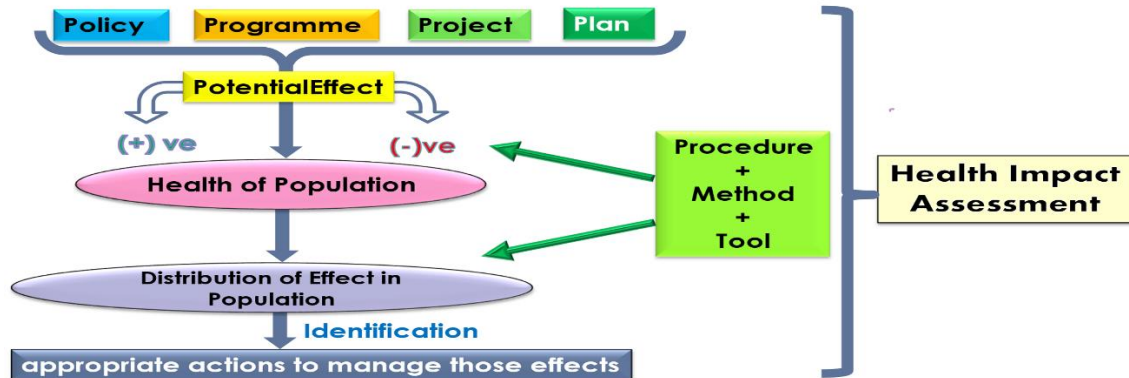 Policy
Programme
Project
Plan
PotentialEffect
(+) ve
(-)ve
Health of Population
Distribution of Effect in
Population
Identification
appropriate actions to manage those effects
Procedure
+
Method
+
Tool
Health Impact
Assessment